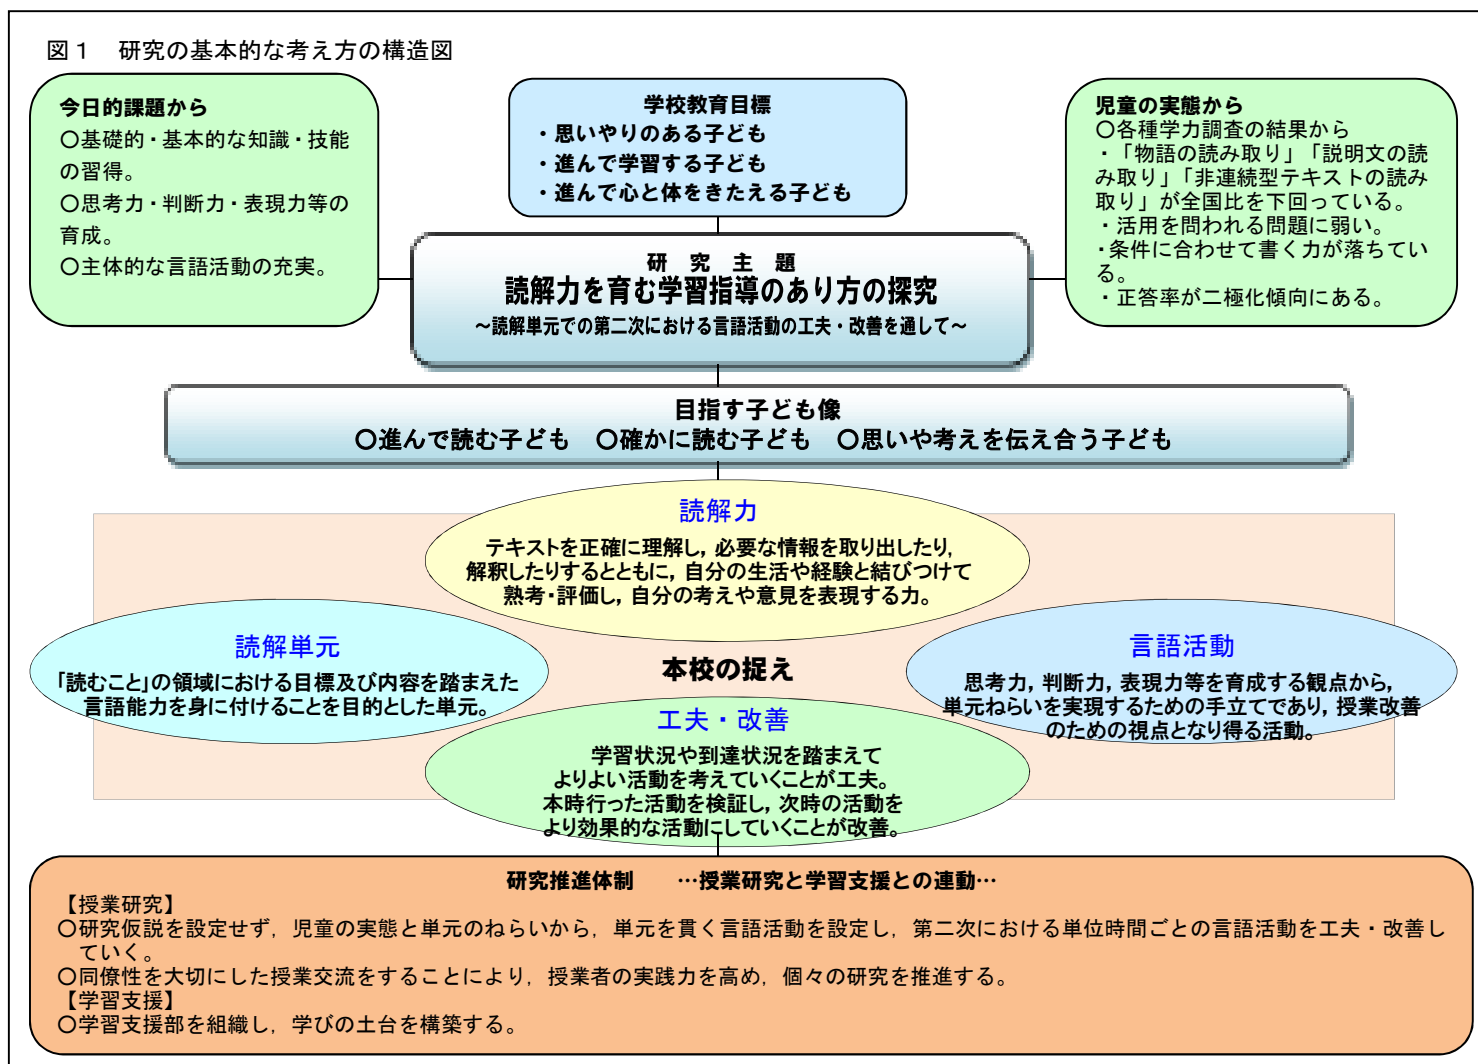 図１　研究の基本的な考え方の構造図
今日的課題から
〇基礎的・基本的な知識・技能
の習得。
〇思考力・判断力・表現力等の
育成。
〇主体的な言語活動の充実。
学校教育目標
・思いやりのある子ども
・進んで学習する子ども
・進んで心と体をきたえる子ども
児童の実態から
〇各種学力調査の結果から
・「物語の読み取り」「説明文の読
み取り」「非連続型テキストの読み
取り」が全国比を下回っている。
・活用を問われる問題に弱い。
・条件に合わせて書く力が落ちてい
る。
・正答率が二極化傾向にある。
研　究　主　題
読解力を育む学習指導のあり方の探究
～読解単元での第二次における言語活動の工夫・改善を通して～
目指す子ども像
〇進んで読む子ども　〇確かに読む子ども　〇思いや考えを伝え合う子ども
読解力
テキストを正確に理解し，必要な情報を取り出したり，
解釈したりするとともに，自分の生活や経験と結びつけて
熟考・評価し，自分の考えや意見を表現する力。
読解単元
「読むこと」の領域における目標及び内容を踏まえた
言語能力を身に付けることを目的とした単元。
本校の捉え
言語活動
思考力，判断力，表現力等を育成する観点から，
単元ねらいを実現するための手立てであり，授業改善
のための視点となり得る活動。
工夫・改善
学習状況や到達状況を踏まえて
よりよい活動を考えていくことが工夫。
本時行った活動を検証し，次時の活動を
より効果的な活動にしていくことが改善。
研究推進体制　　…授業研究と学習支援との連動…
【授業研究】
〇研究仮説を設定せず，児童の実態と単元のねらいから，単元を貫く言語活動を設定し，第二次における単位時間ごとの言語活動を工夫・改善し
ていく。
〇同僚性を大切にした授業交流をすることにより，授業者の実践力を高め，個々の研究を推進する。
【学習支援】
〇学習支援部を組織し，学びの土台を構築する。